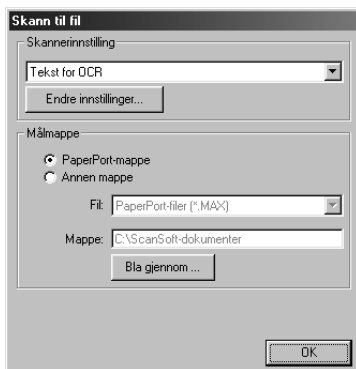 Skann til fil
Skannerinnstilling
Tekst for OCR
Endre innstillinger...
Målmappe
PaperPort-mappe
Annen mappe
Fil: PaperPort-filer (*.MAX)
Mappe: C:\ScanSoft-dokumenter
Bla gjennom ...
OK